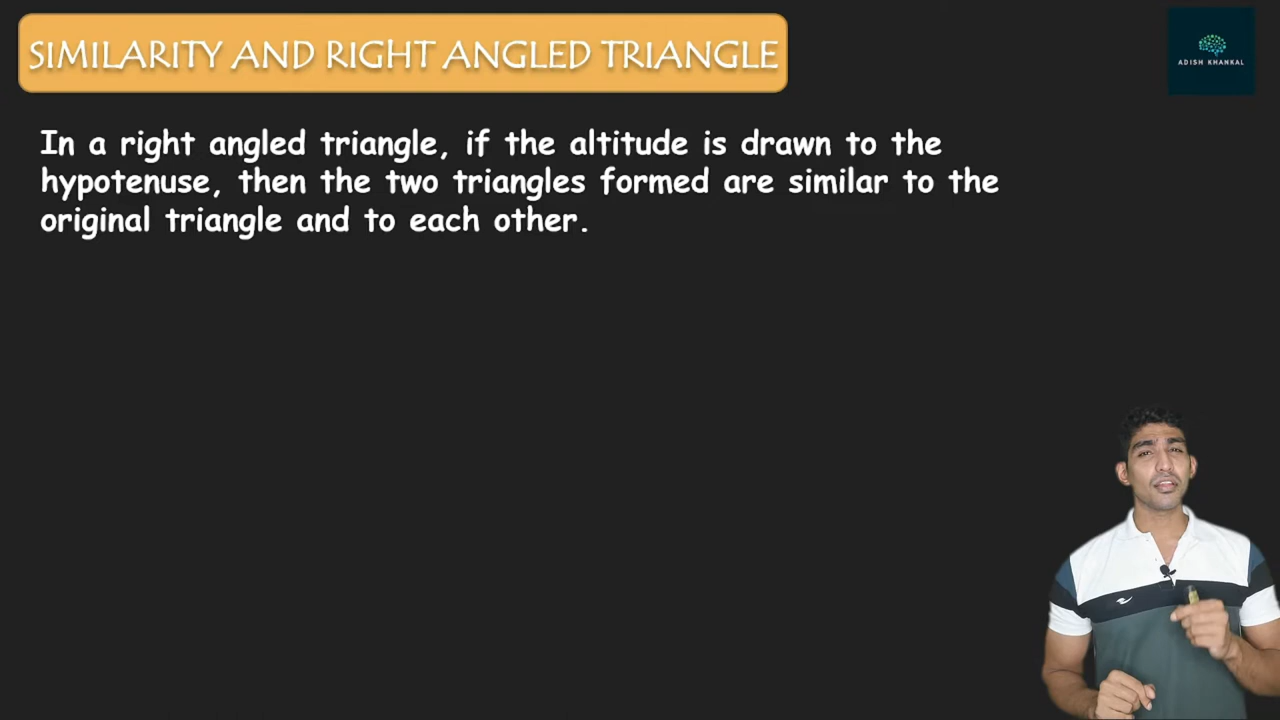 SIMILARITY AND RIGHT ANGLED TRIANGLE
ADISH KHANKAL
In a right angled triangle, if the altitude is drawn to the
hypotenuse, then the two triangles formed are similar to the
original triangle and to each other.